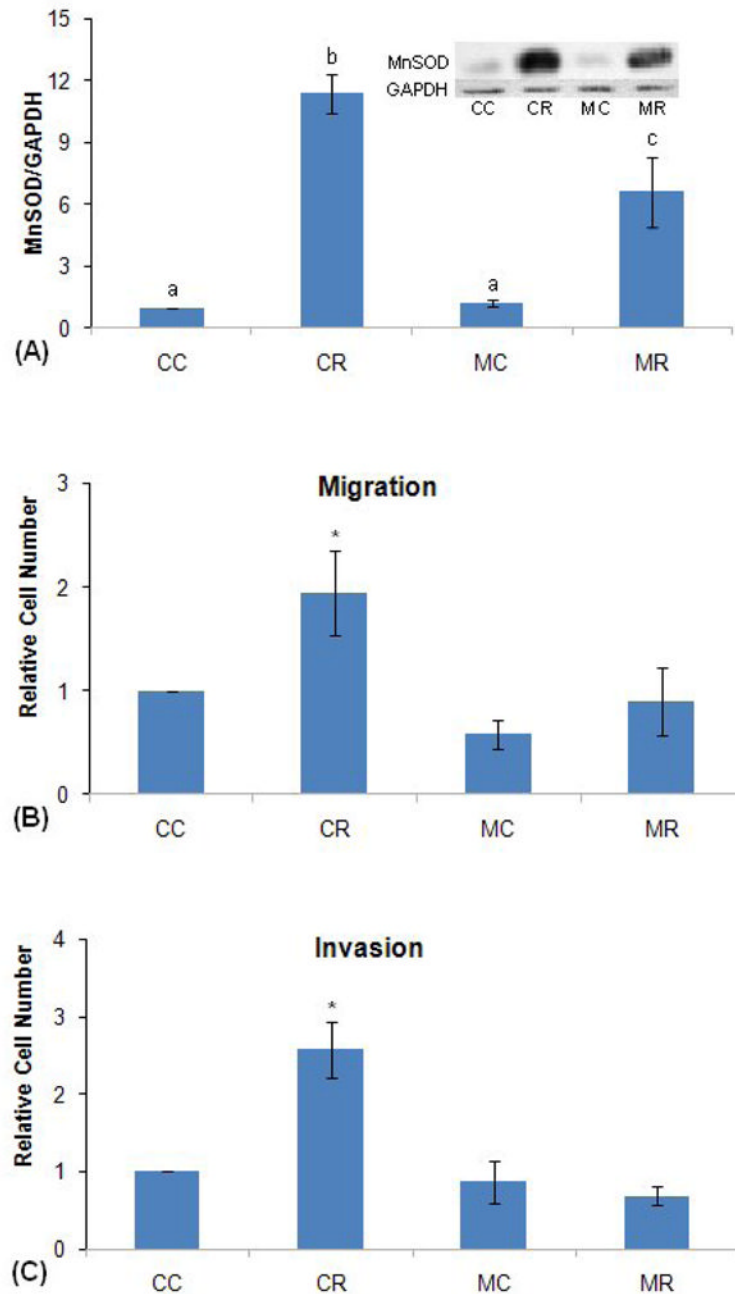 15
12
9
6
3
0
MnSOD/GAPDH
a
b
a
c
MnSOD
GAPDH
CC CR MC MR
CC CR MC MR
(A)
Migration
3
2
1
0
Relative Cell Number
*
CC CR MC MR
(B)
Invasion
4
3
2
1
0
Relative Cell Number
*
CC CR MC MR
(C)